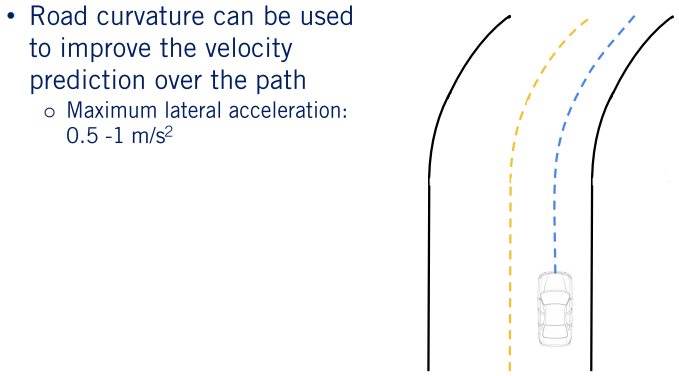 • Road curvature can be used
to improve the velocity
prediction over the path
○ Maximum lateral acceleration:
0.5 -1 m/s²